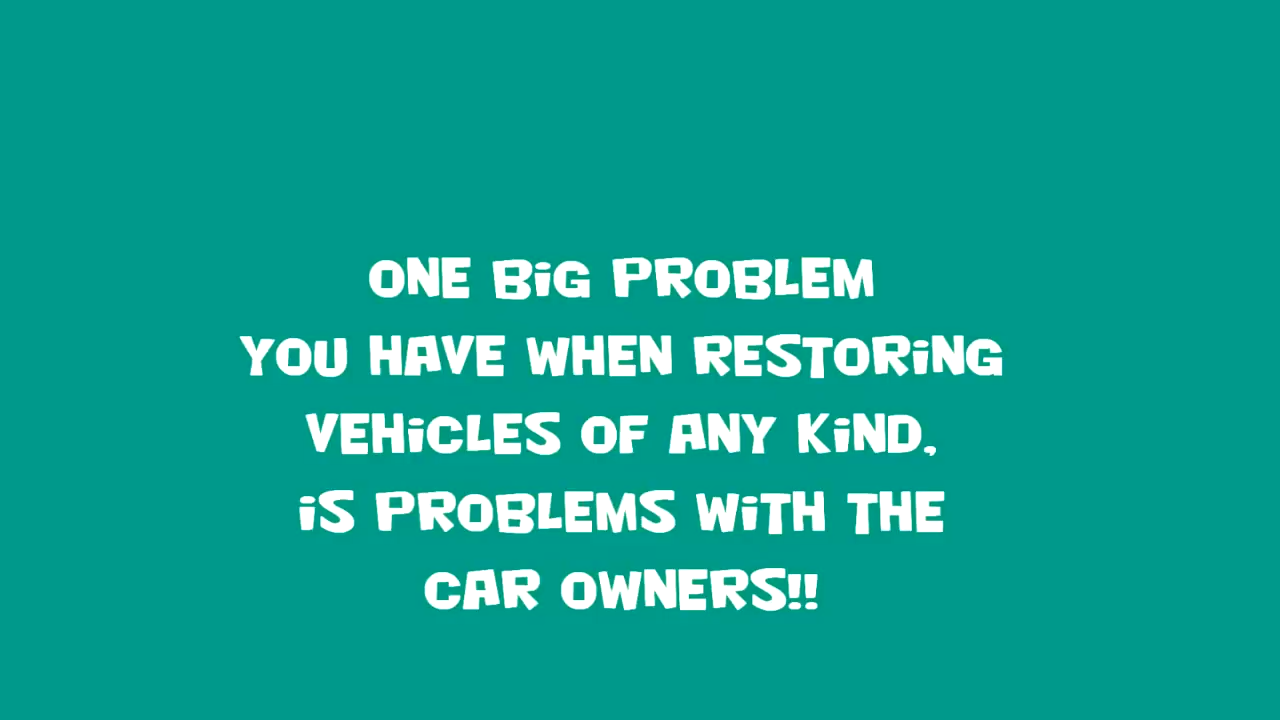 ONE BiG PROBLEM
YOU HAVE WHEN RESTORiNG
VEHiCLES OF ANY KiND,
iS PROBLEMS WiTH THE
CAR OWNERS!!